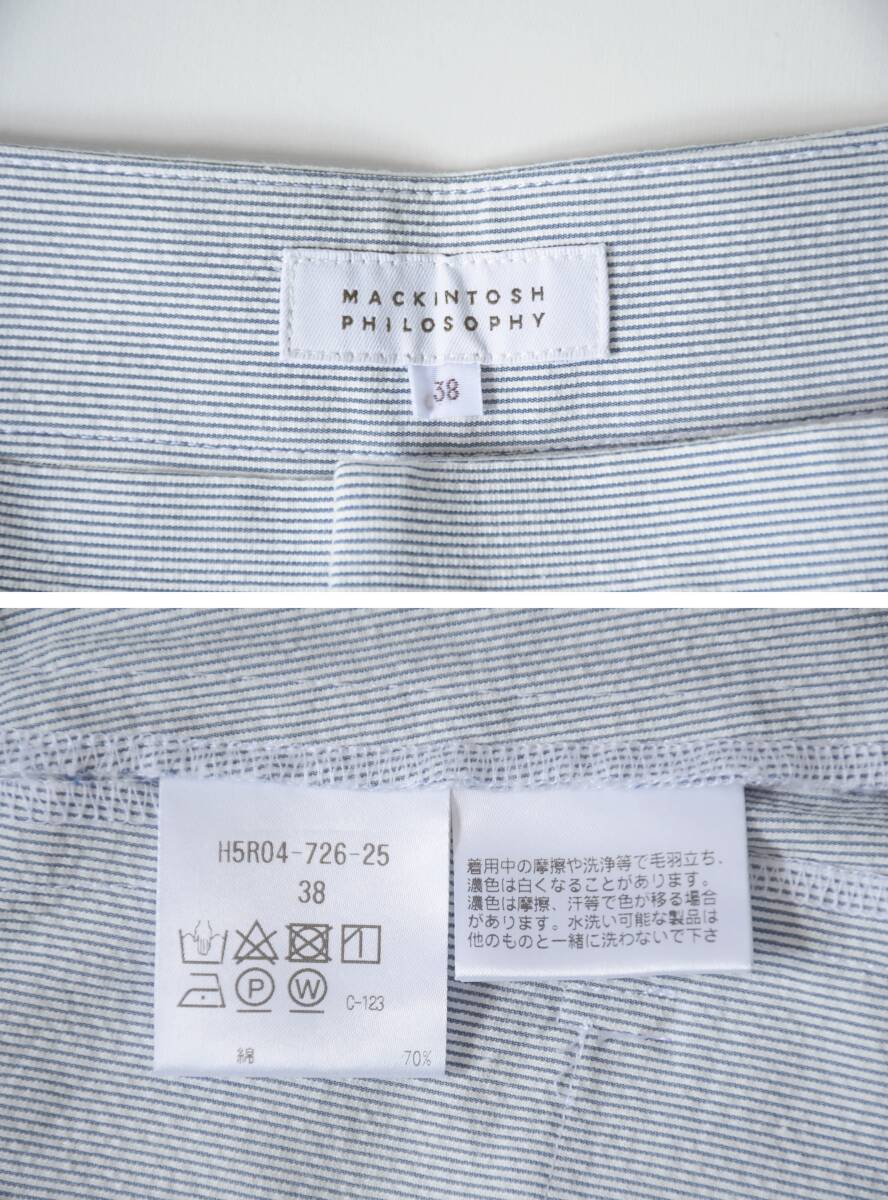 MACKINTOSH
PHILOSOPHY
38
H5R04-726-25
38
P W C-123
綿 70%
着用中の摩擦や洗浄等で毛羽立ち、
濃色は白くなることがあります。
濃色は摩擦、汗等で色が移る場合
があります。水洗い可能な製品は
他のものと一緒に洗わないで下さ